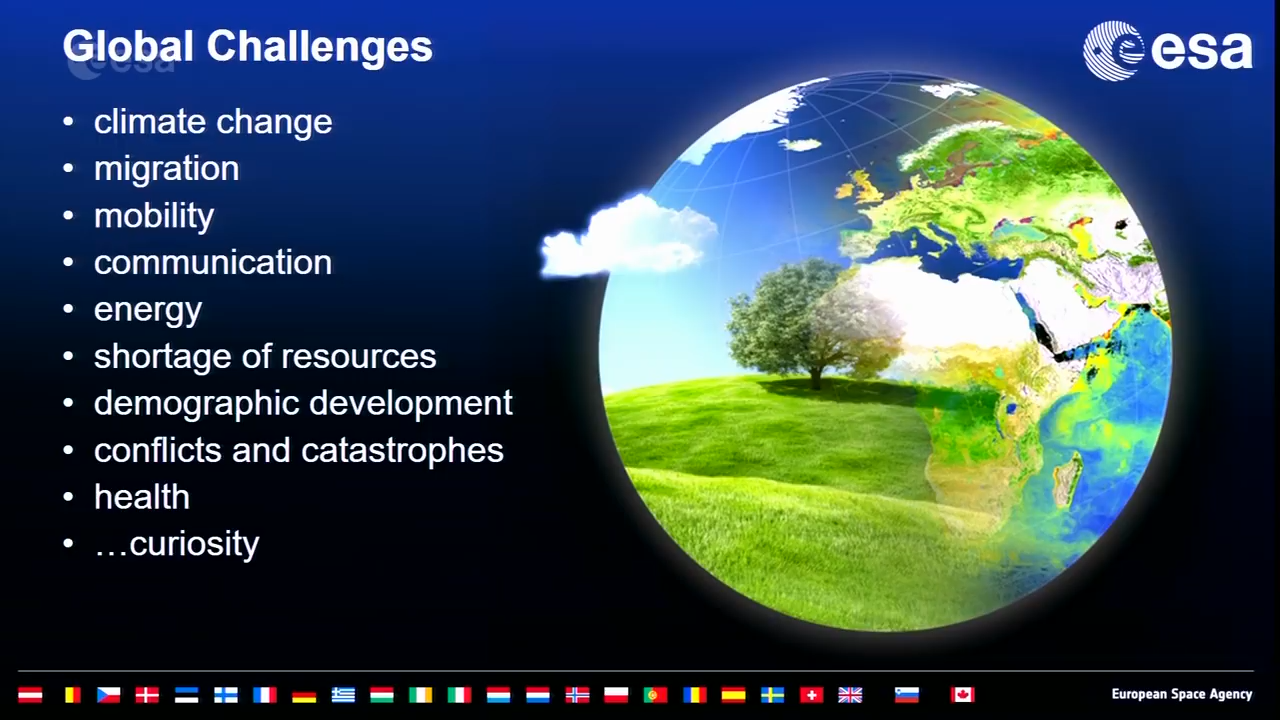 Global Challenges
esa
esa
• climate change
• migration
• mobility
• communication
• energy
• shortage of resources
• demographic development
• conflicts and catastrophes
• health
• …curiosity
European Space Agency